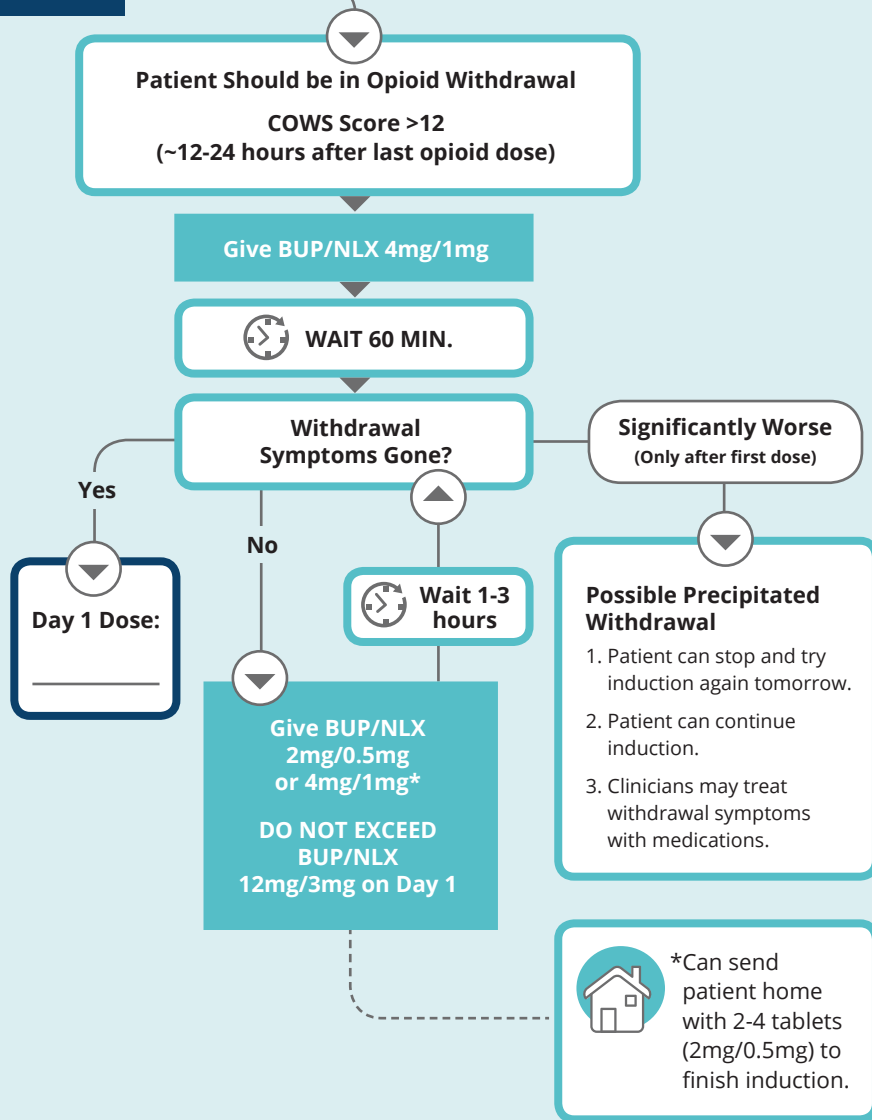 Patient Should be in Opioid Withdrawal
COWS Score >12
(~12-24 hours after last opioid dose)
Give BUP/NLX 4mg/1mg
WAIT 60 MIN.
Withdrawal
Symptoms Gone?
Significantly Worse
(Only after first dose)
Yes
No
Day 1 Dose:
Wait 1-3
hours
Give BUP/NLX
2mg/0.5mg
or 4mg/1mg*
DO NOT EXCEED
BUP/NLX
12mg/3mg on Day 1
Possible Precipitated
Withdrawal
1. Patient can stop and try
induction again tomorrow.
2. Patient can continue
induction.
3. Clinicians may treat
withdrawal symptoms
with medications.
*Can send
patient home
with 2-4 tablets
(2mg/0.5mg) to
finish induction.